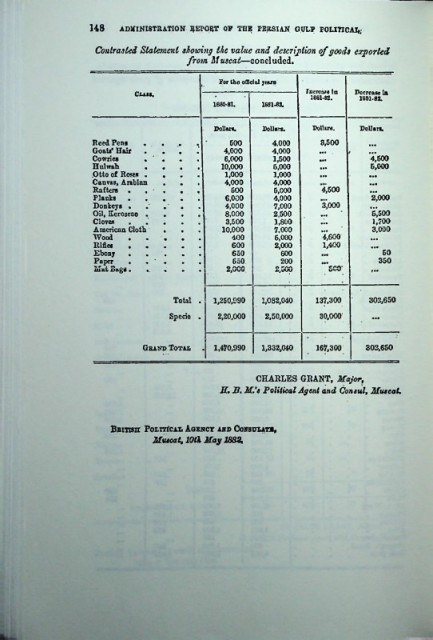 148 ADMINISTRATION REPORT OF THE PERSIAN GULF POLITICAL
Contrasted Statement showing the value and description of goods exported
from Muscat—concluded.
CLASS. For the official years Increase in 1881-82. Decrease in 1881-82.
1880-81. 1881-82.
Dollars. Dollars. Dollars. Dollars.
Reed Pens . . . . 500 4,000 3,500 ...
Goats' Hair . . . . 4,000 4,000 ... ...
Cowries . . . . 6,000 1,500 ... 4,500
Hulwah . . . . 10,000 5,000 ... 5,000
Otto of Roses . . . . 1,000 1,000 ... ...
Canvas, Arabian . . . 4,000 4,000 ... ...
Rafters . . . . 500 5,000 4,500 ...
Planks . . . . 6,000 4,000 ... 2,000
Donkeys . . . . 4,000 7,000 3,000 ...
Oil, Kerosene . . . . 8,000 2,500 ... 5,500
Cloves . . . . 3,500 1,800 ... 1,700
American Cloth . . . 10,000 7,000 ... 3,000
Wood . . . . 400 5,000 4,600 ...
Rifles . . . . 600 2,000 1,400 ...
Ebony . . . . 650 600 ... 50
Paper . . . . 550 200 ... 350
Mat Bags . . . . 2,000 2,500 500 ...
Total . 1,250,990 1,082,040 137,300 302,650
Specie . 2,20,000 2,50,000 30,000 ...
GRAND TOTAL . 1,470,990 1,332,040 167,300 302,650
CHARLES GRANT, Major,
H. B. M.'s Political Agent and Consul, Muscat.
BRITISH POLITICAL AGENCY AND CONSULATE,
Muscat, 10th May 1882.